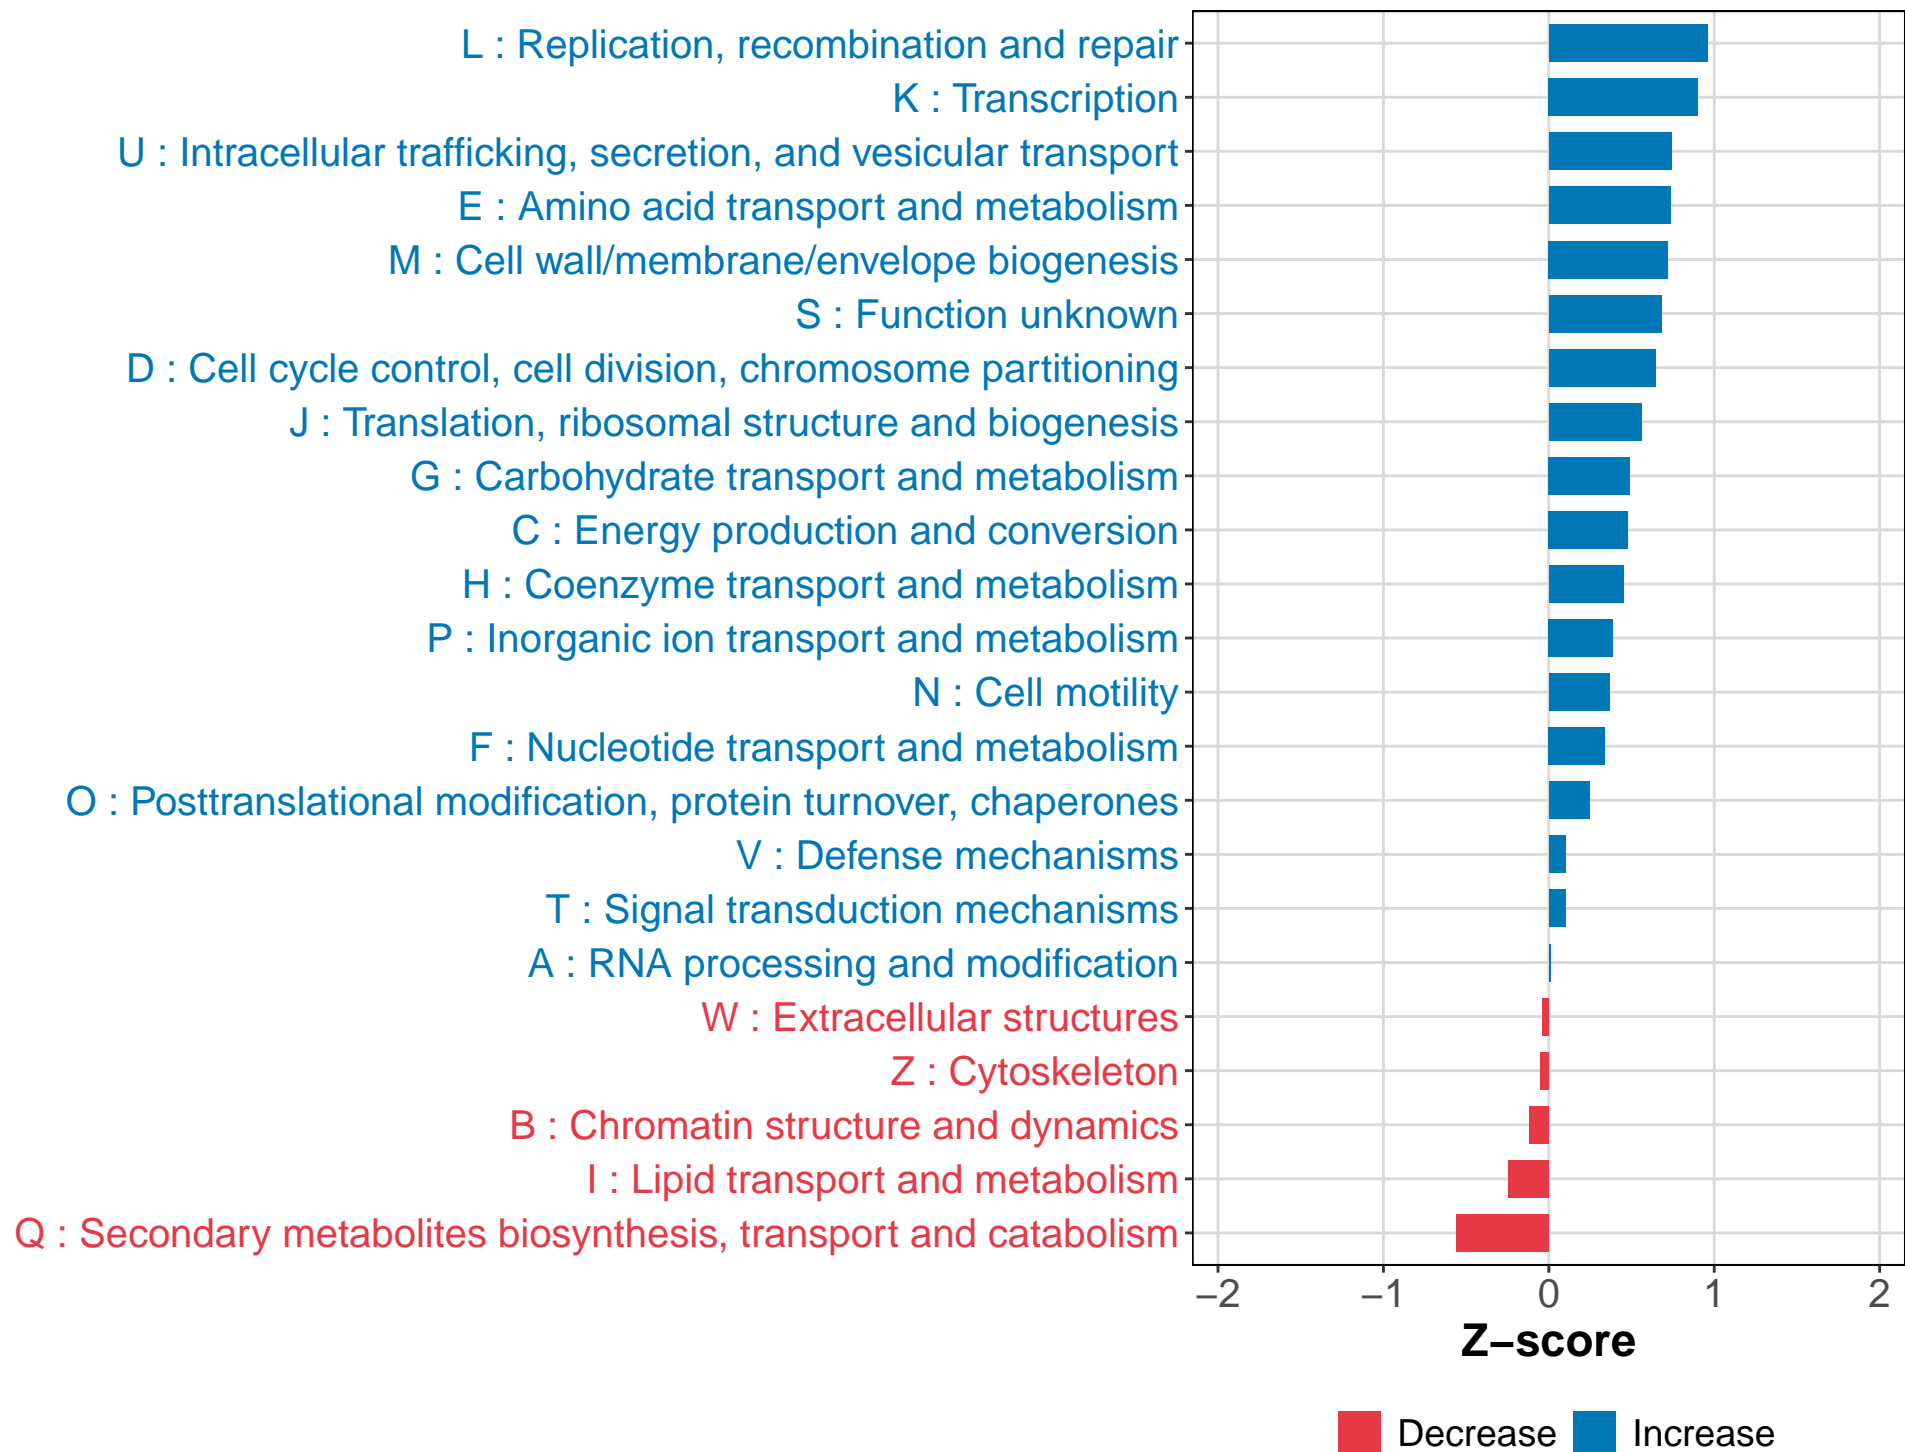 L : Replication, recombination and repair
K : Transcription
U : Intracellular trafficking, secretion, and vesicular transport
E : Amino acid transport and metabolism
M : Cell wall/membrane/envelope biogenesis
S : Function unknown
D : Cell cycle control, cell division, chromosome partitioning
J : Translation, ribosomal structure and biogenesis
G : Carbohydrate transport and metabolism
C : Energy production and conversion
H : Coenzyme transport and metabolism
P : Inorganic ion transport and metabolism
N : Cell motility
F : Nucleotide transport and metabolism
O : Posttranslational modification, protein turnover, chaperones
V : Defense mechanisms
T : Signal transduction mechanisms
A : RNA processing and modification
W : Extracellular structures
Z : Cytoskeleton
B : Chromatin structure and dynamics
I : Lipid transport and metabolism
Q : Secondary metabolites biosynthesis, transport and catabolism
−2 −1 0 1 2
Z−score
Decrease Increase